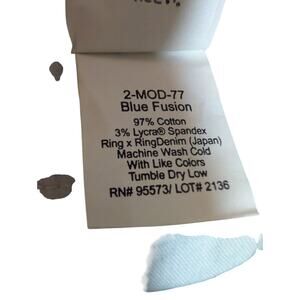 2-MOD-77
Blue Fusion
97% Cotton
3% Lycra® Spandex
Ring x RingDenim (Japan)
Machine Wash Cold
With Like Colors
Tumble Dry Low
RN# 95573/ LOT# 2136